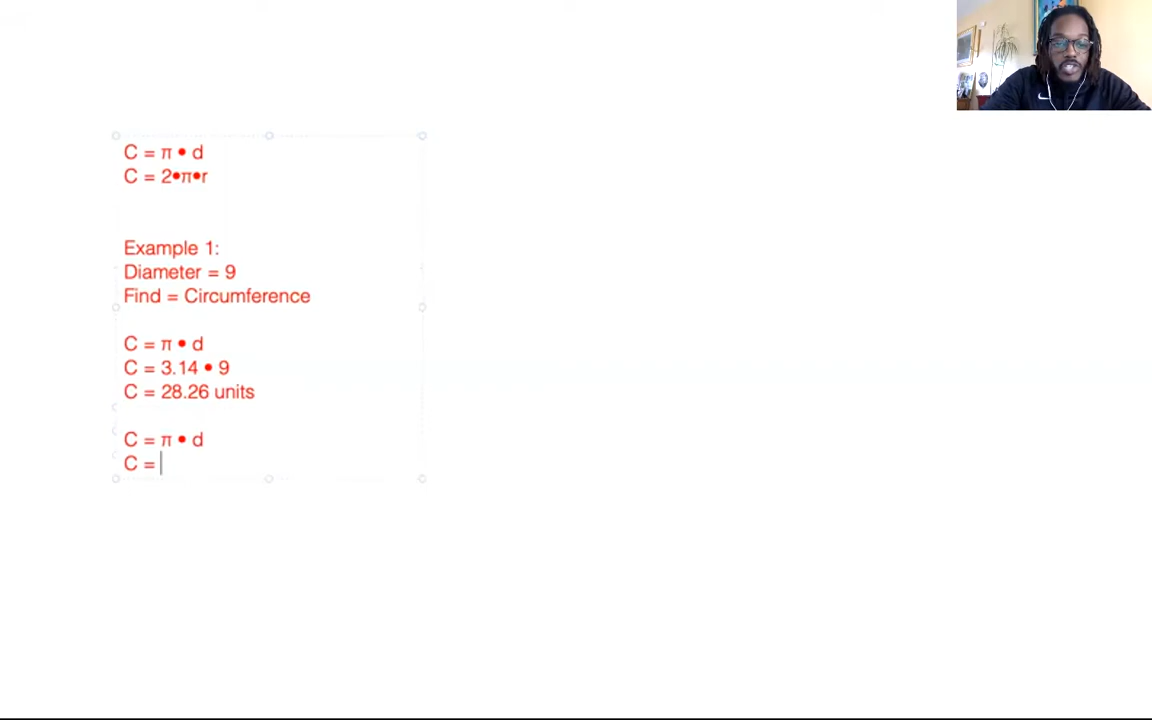 C = π • d
C = 2•π•r
Example 1:
Diameter = 9
Find = Circumference
C = π • d
C = 3.14 • 9
C = 28.26 units
C = π • d
C =